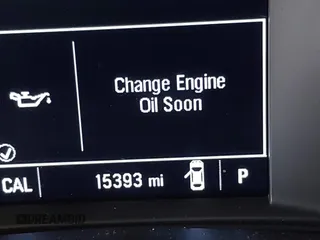 Change Engine
Oil Soon
CAL
15393 mi
P